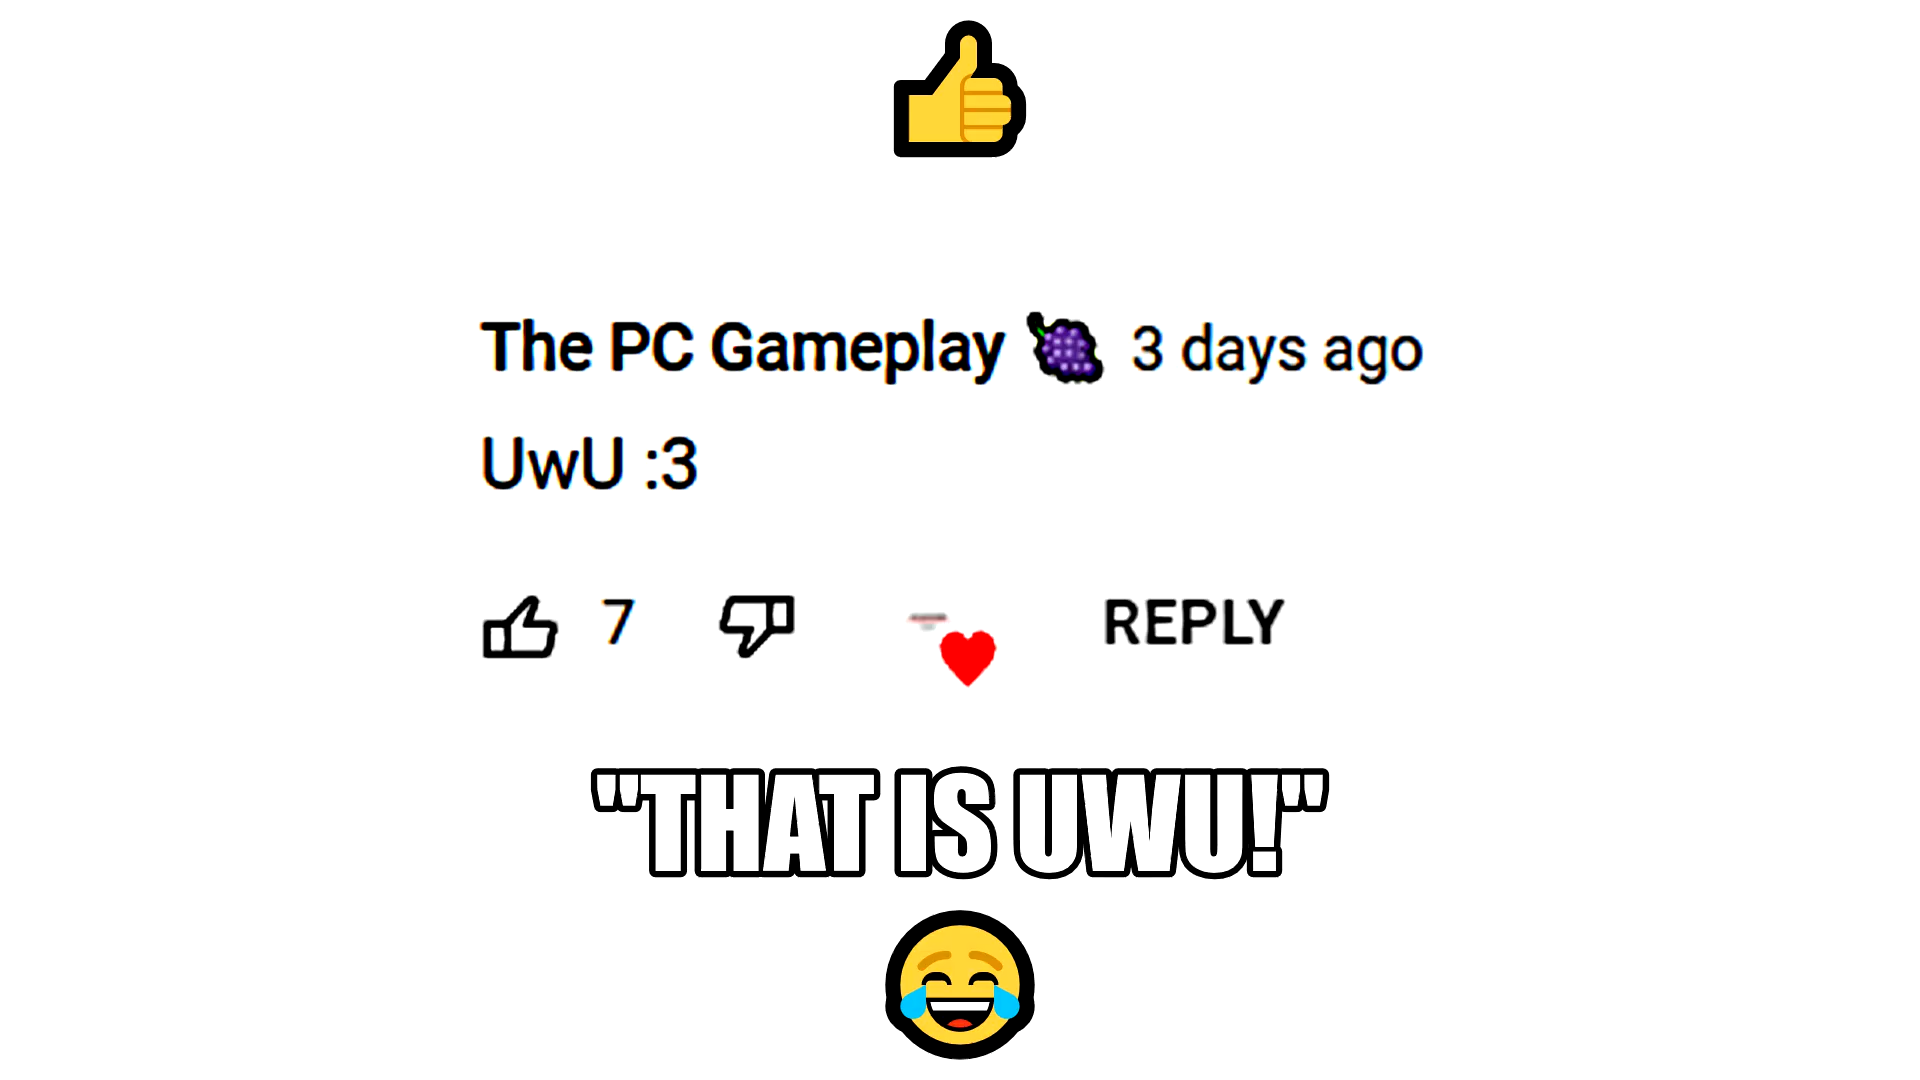 The PC Gameplay 🍇 3 days ago
UwU :3
7 REPLY
"THAT IS UWU!"